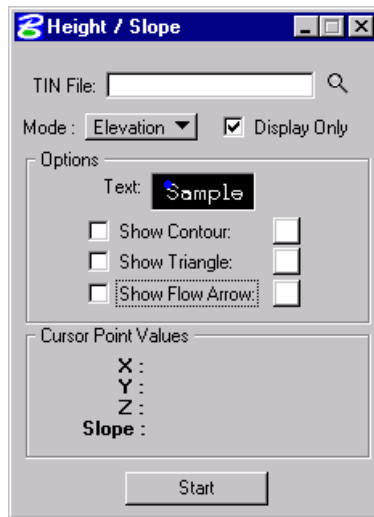 Height / Slope
TIN File:
Mode : Elevation Display Only
Options
Text: Sample
Show Contour:
Show Triangle:
Show Flow Arrow:
Cursor Point Values
X :
Y :
Z :
Slope :
Start